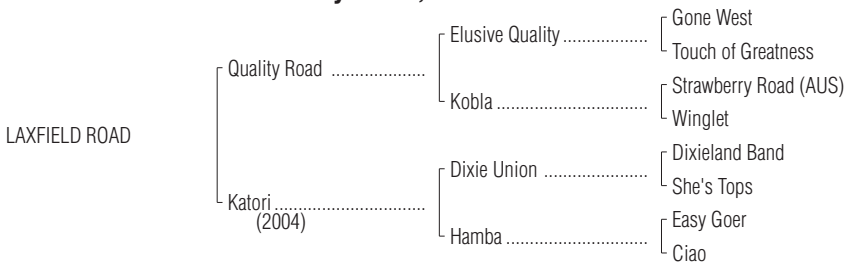 Gone West
Elusive Quality ..................
Touch of Greatness
Quality Road ....................
Strawberry Road (AUS)
Kobla ................................
Winglet
LAXFIELD ROAD
Dixieland Band
Dixie Union ......................
She's Tops
Katori ................................
(2004)
Easy Goer
Hamba ..............................
Ciao